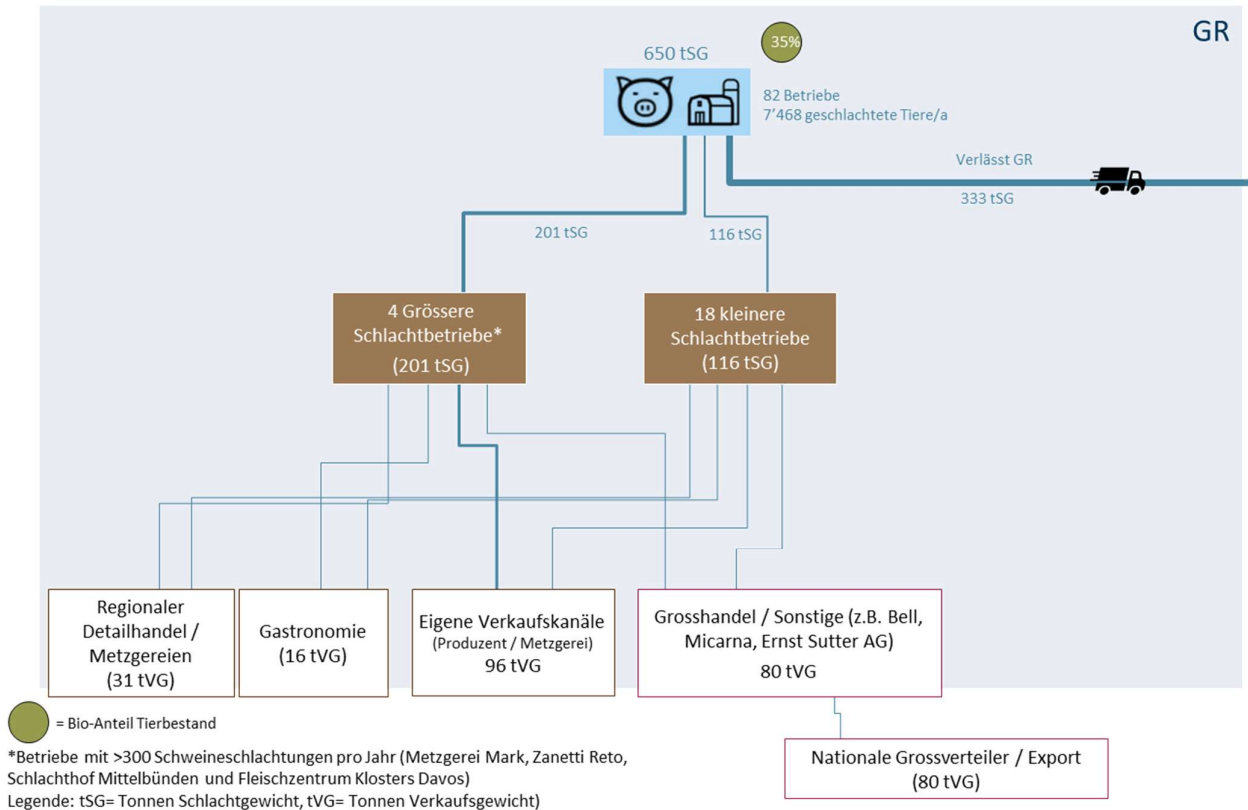 GR
35%
650 tSG
82 Betriebe
7'468 geschlachtete Tiere/a
Verlässt GR
333 tSG
201 tSG
116 tSG
4 Grössere
Schlachtbetriebe*
(201 tSG)
18 kleinere
Schlachtbetriebe
(116 tSG)
Regionaler
Detailhandel /
Metzgereien
(31 tVG)
Gastronomie
(16 tVG)
Eigene Verkaufskanäle
(Produzent / Metzgerei)
96 tVG
Grosshandel / Sonstige (z.B. Bell,
Micarna, Ernst Sutter AG)
80 tVG
Nationale Grossverteiler / Export
(80 tVG)
= Bio-Anteil Tierbestand
*Betriebe mit >300 Schweineschlachtungen pro Jahr (Metzgerei Mark, Zanetti Reto,
Schlachthof Mittelbünden und Fleischzentrum Klosters Davos)
Legende: tSG= Tonnen Schlachtgewicht, tVG= Tonnen Verkaufsgewicht)